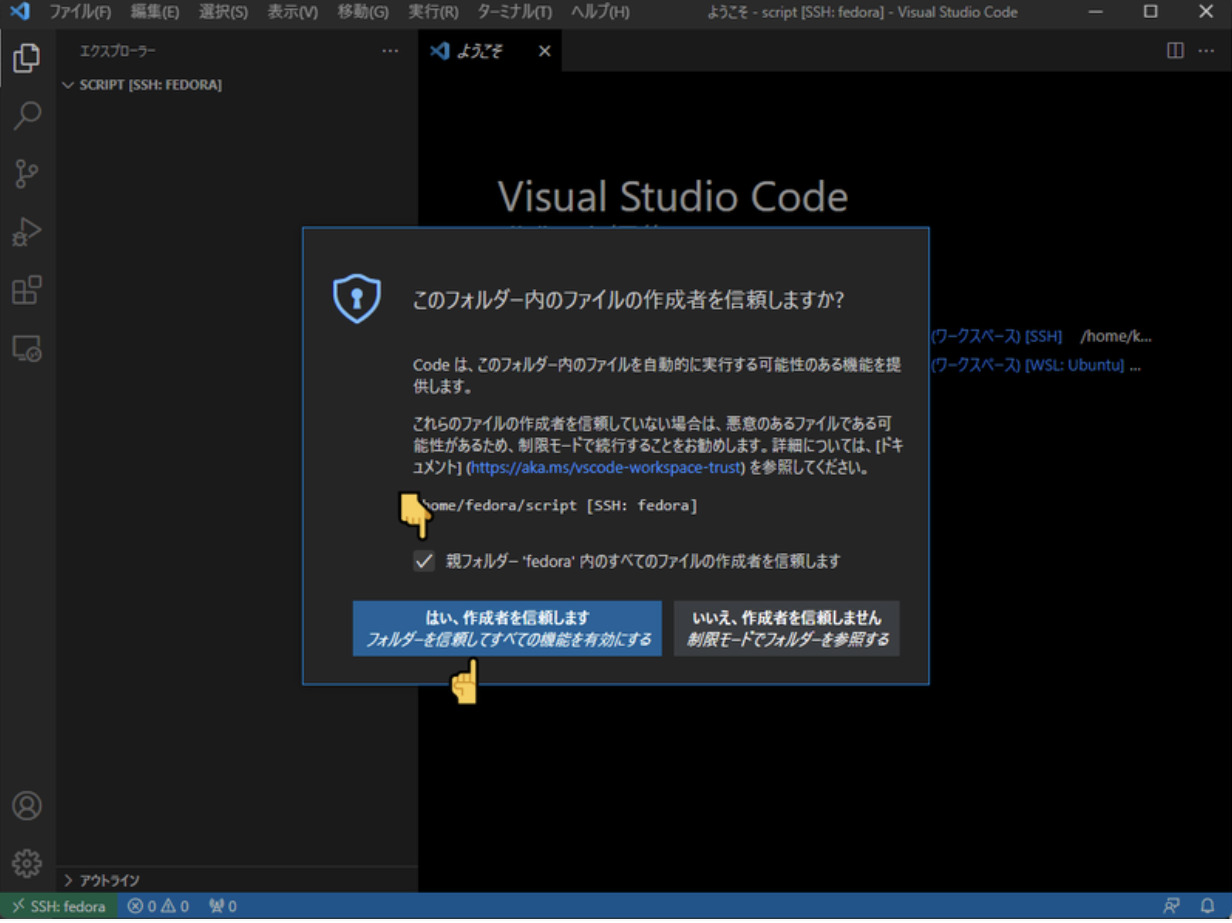 ファイル(F) 編集(E) 選択(S) 表示(V) 移動(G) 実行(R) ターミナル(T) ヘルプ(H) ようこそ - script [SSH: fedora] - Visual Studio Code
エクスプローラー
ようこそ
SCRIPT [SSH: FEDORA]
Visual Studio Code
このフォルダー内のファイルの作成者を信頼しますか?
(ワークスペース) [SSH] /home/k...
(ワークスペース) [WSL: Ubuntu] ...
Code は、このフォルダー内のファイルを自動的に実行する可能性のある機能を提
供します。
これらのファイルの作成者を信頼していない場合は、悪意のあるファイルである可
能性があるため、制限モードで続行することをお勧めします。詳細については、[ドキ
ュメント] (https://aka.ms/vscode-workspace-trust) を参照してください。
home/fedora/script [SSH: fedora]
親フォルダー 'fedora' 内のすべてのファイルの作成者を信頼します
はい、作成者を信頼します
フォルダーを信頼してすべての機能を有効にする
いいえ、作成者を信頼しません
制限モードでフォルダーを参照する
アウトライン
SSH: fedora 0 0 0